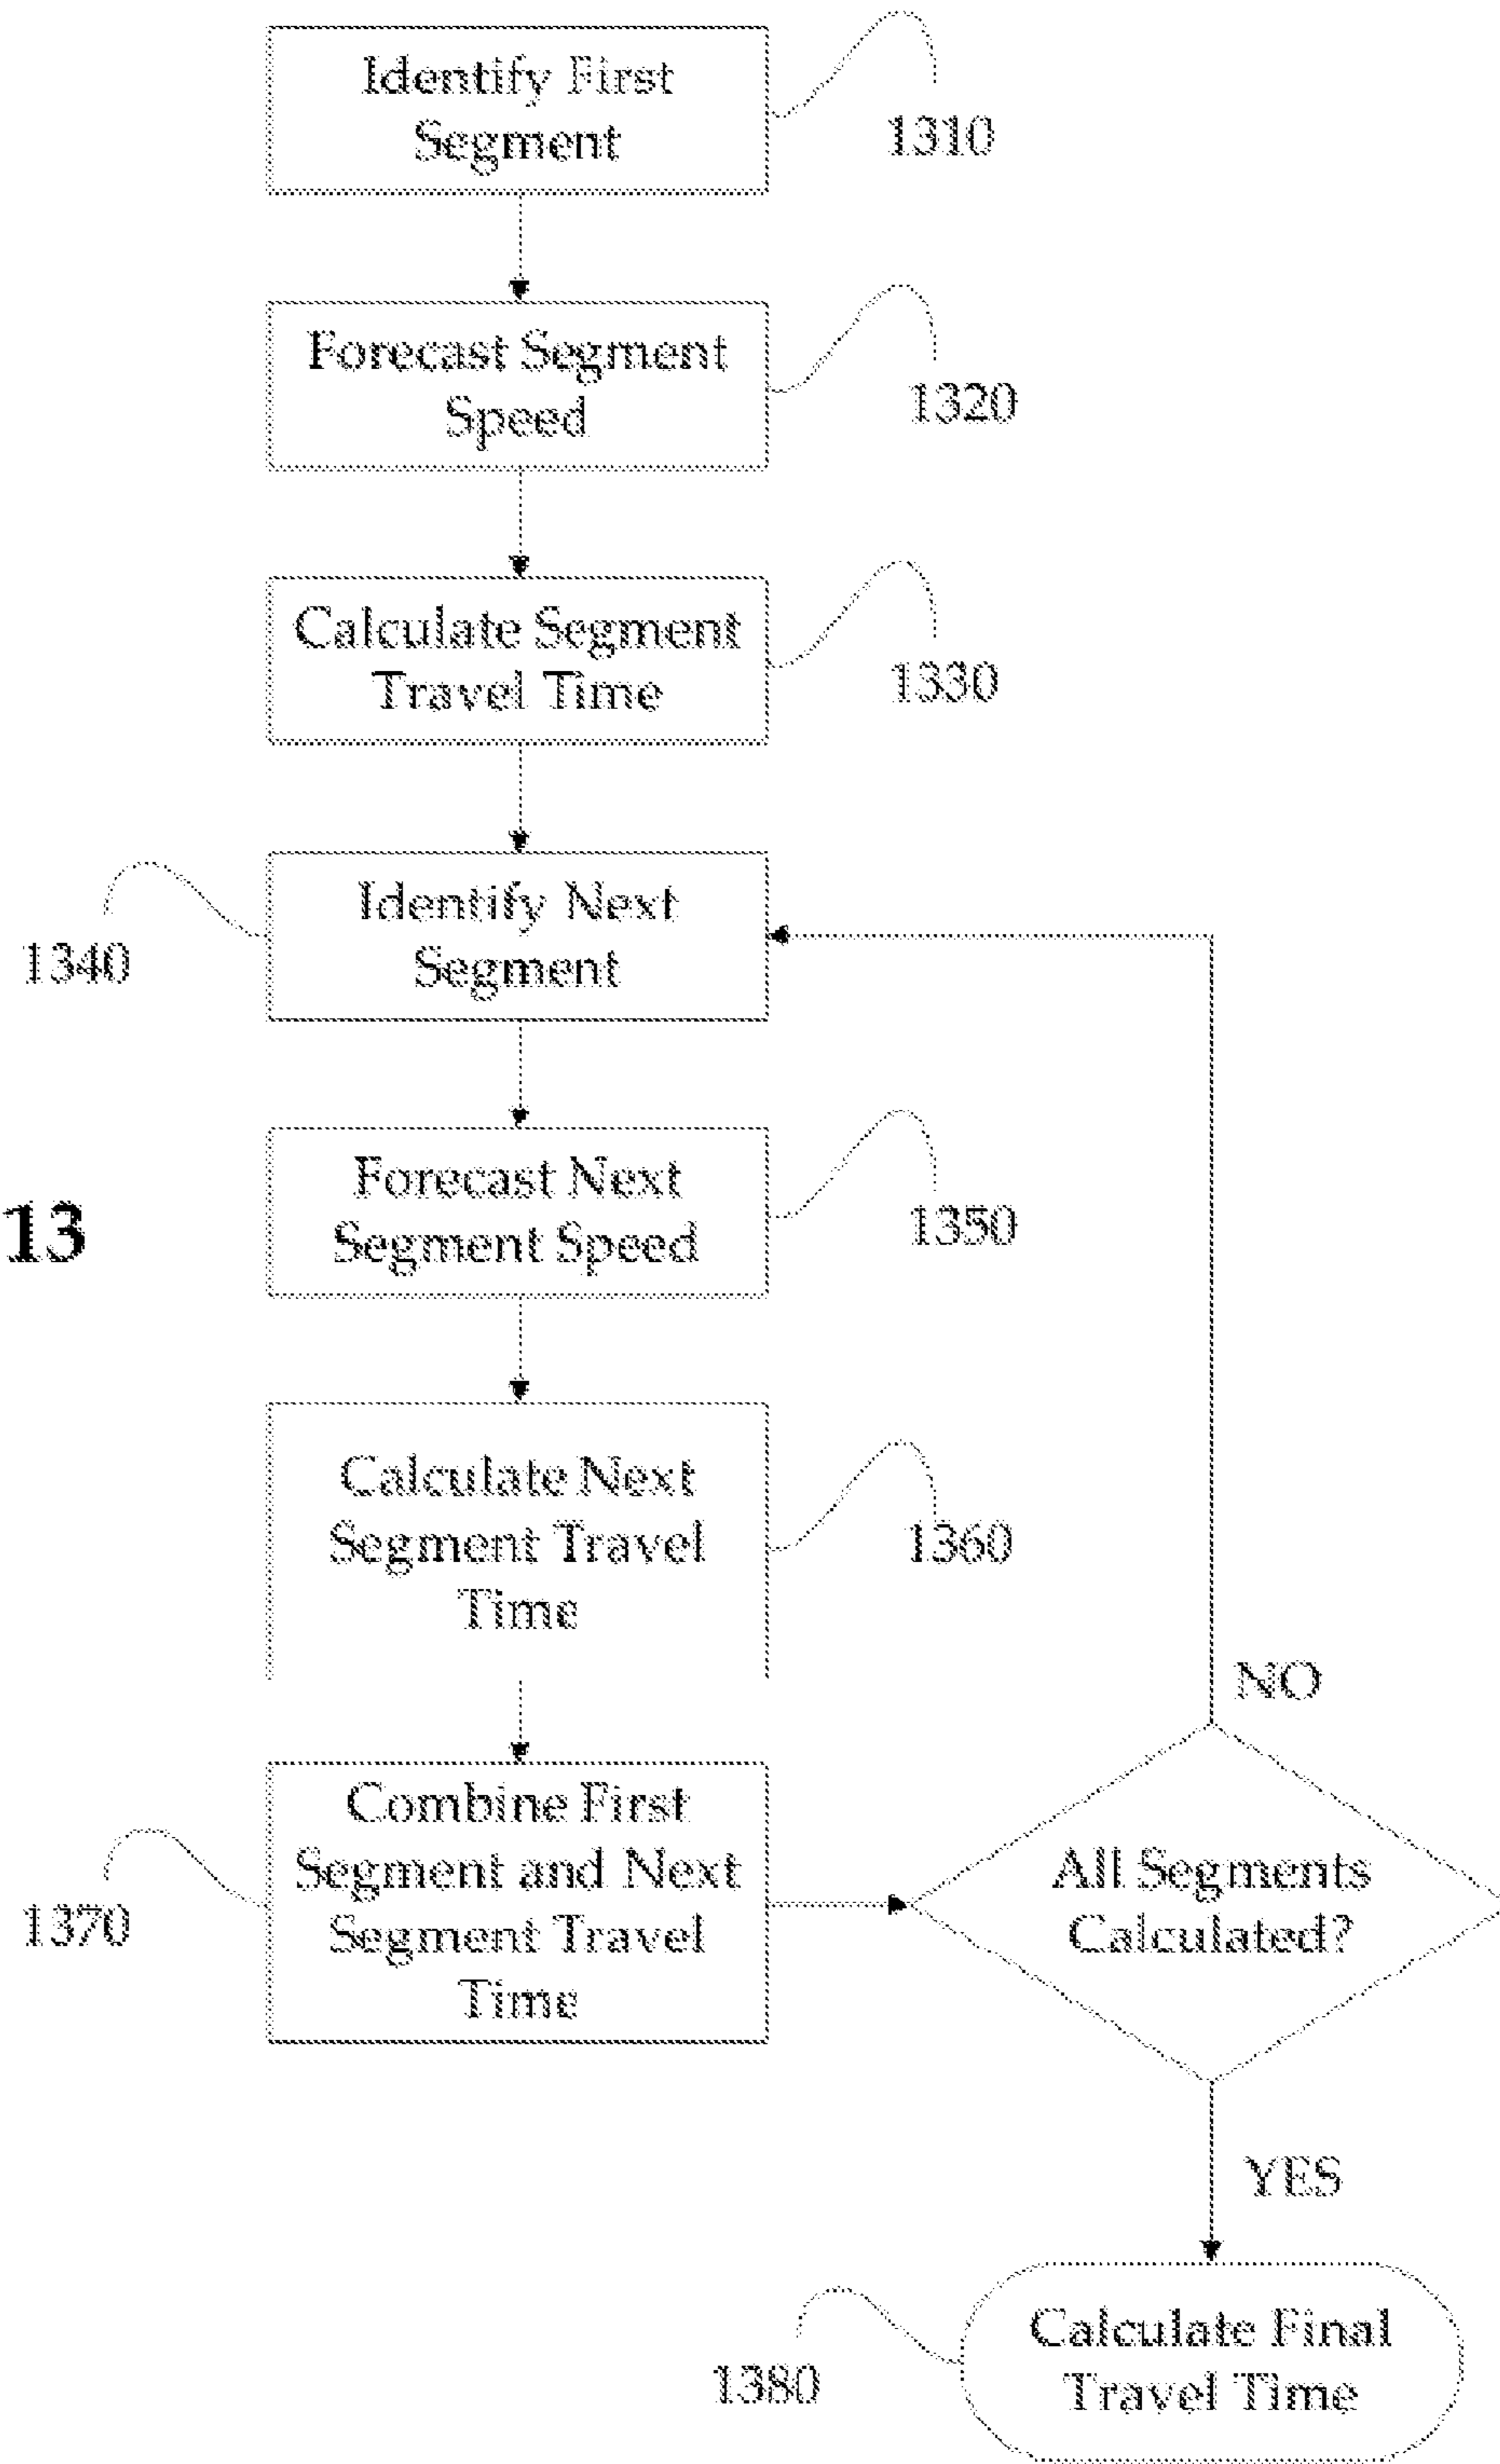 Identify First
Segment
1310
Forecast Segment
Speed
1320
Calculate Segment
Travel Time
1330
Identify Next
Segment
1340
Forecast Next
Segment Speed
1350
13
Calculate Next
Segment Travel
Time
1360
NO
Combine First
Segment and Next
Segment Travel
Time
1370
All Segments
Calculated?
YES
Calculate Final
Travel Time
1380